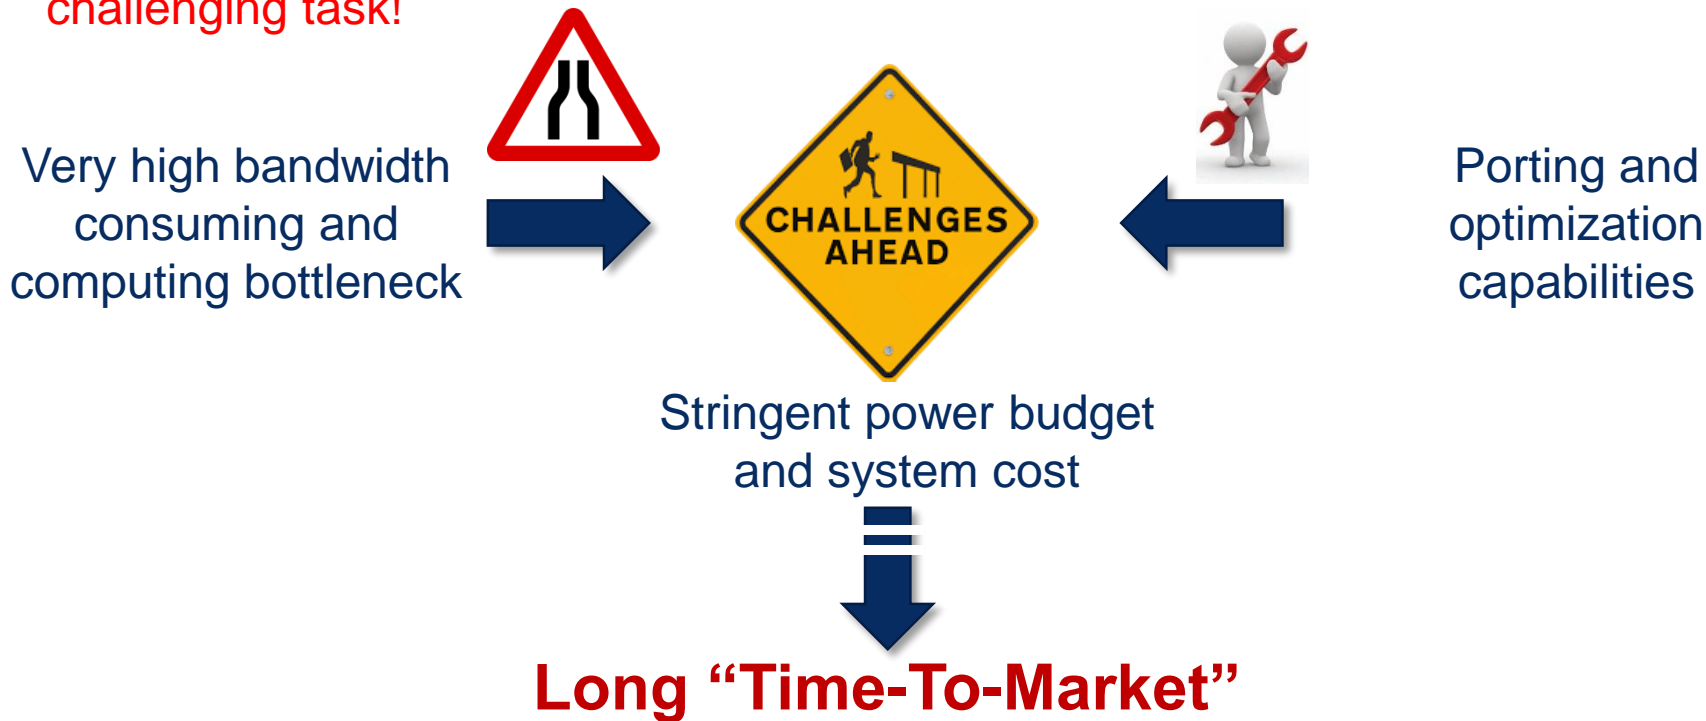 challenging task!
Very high bandwidth
consuming and
computing bottleneck
CHALLENGES
AHEAD
Porting and
optimization
capabilities
Stringent power budget
and system cost
Long “Time-To-Market”